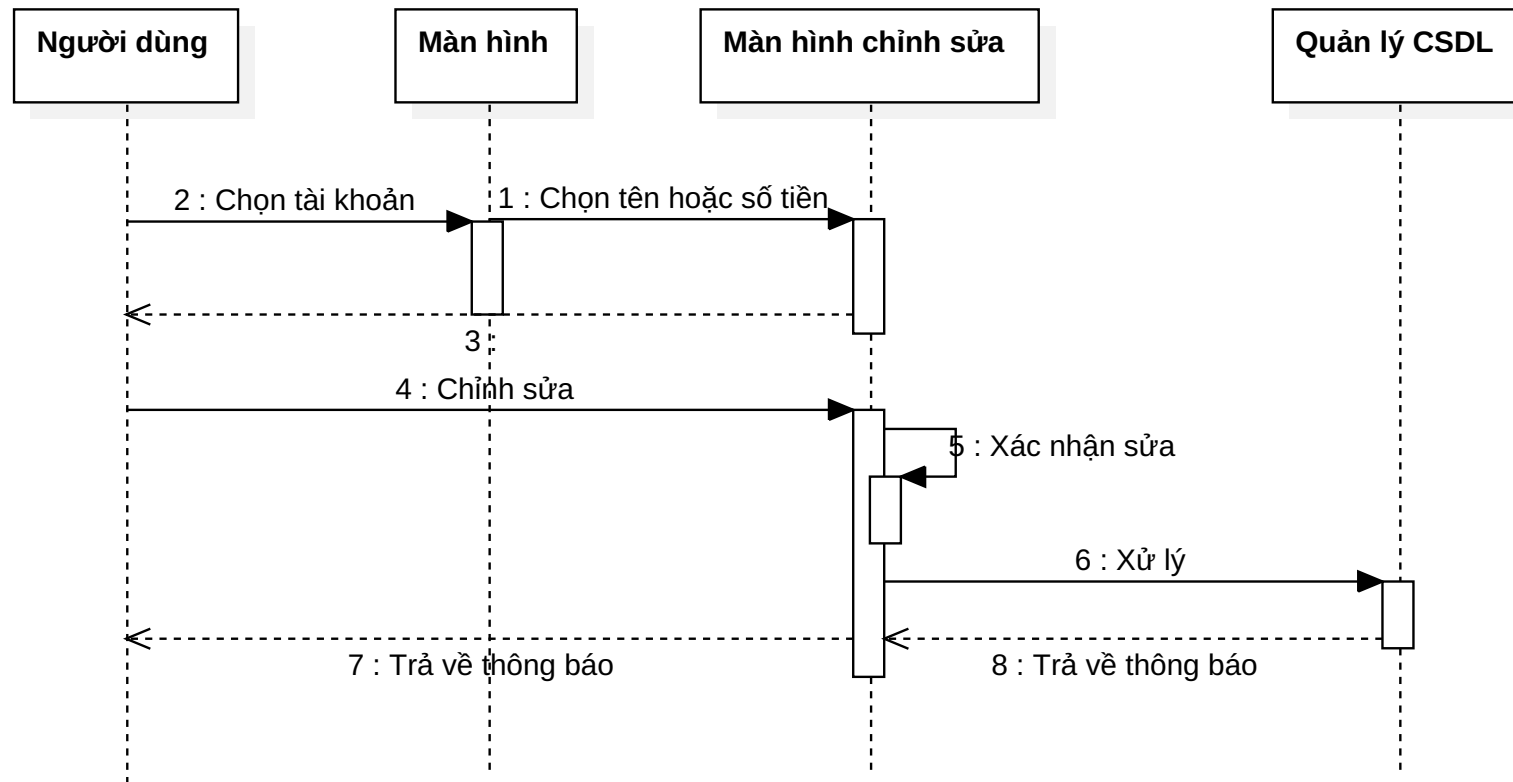 Người dùng
Màn hình
Màn hình chỉnh sửa
Quản lý CSDL
2 : Chọn tài khoản
1 : Chọn tên hoặc số tiền
3 :
4 : Chỉnh sửa
5 : Xác nhận sửa
6 : Xử lý
7 : Trả về thông báo
8 : Trả về thông báo